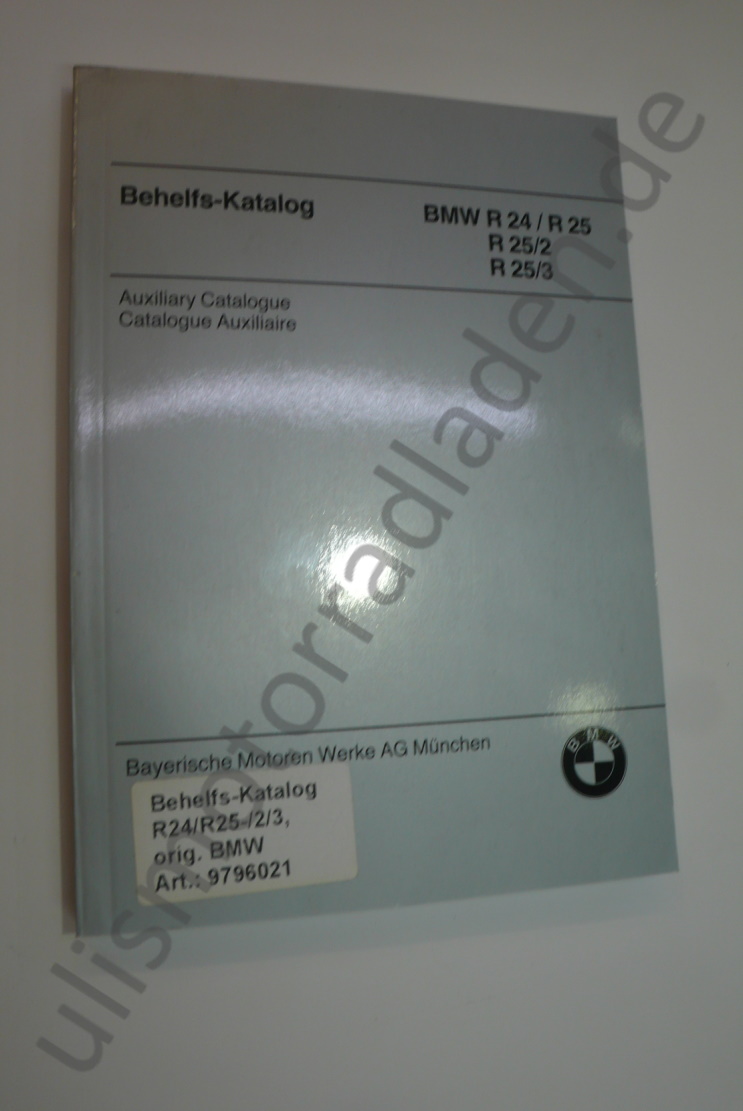 Behelfs-Katalog
BMW R 24 / R 25
R 25/2
R 25/3
Auxiliary Catalogue
Catalogue Auxiliaire
Bayerische Motoren Werke AG München
BMW
Behelfs-Katalog
R24/R25-/2/3,
orig. BMW
Art.: 9796021
ulismotorradladen.de